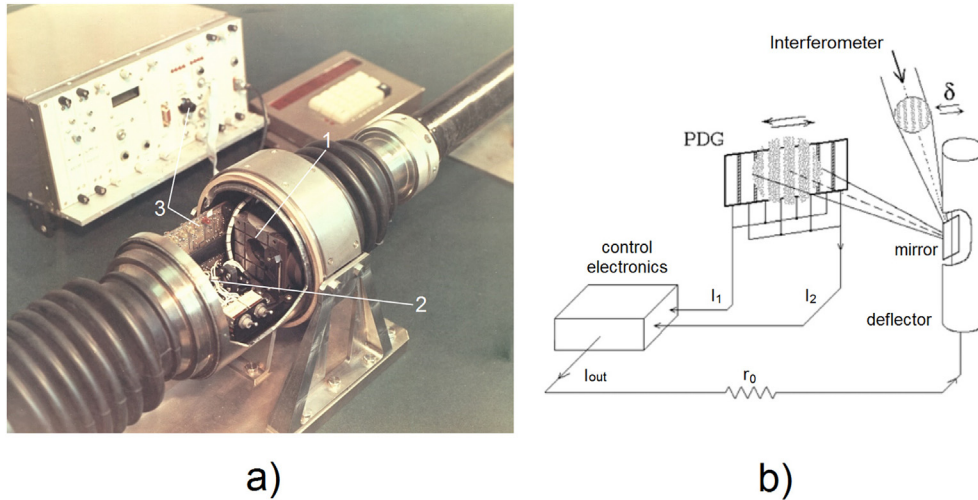 1
3
2
a)
Interferometer
δ
PDG
mirror
control
electronics
I1
I2
deflector
Iout
r0
b)